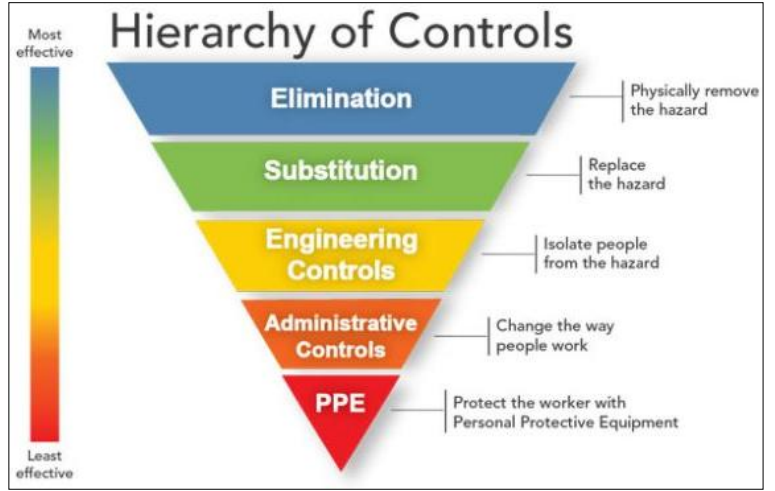 Hierarchy of Controls
Most
effective
Elimination
Physically remove
the hazard
Substitution
Replace
the hazard
Engineering
Controls
Isolate people
from the hazard
Administrative
Controls
Change the way
people work
PPE
Protect the worker with
Personal Protective Equipment
Least
effective